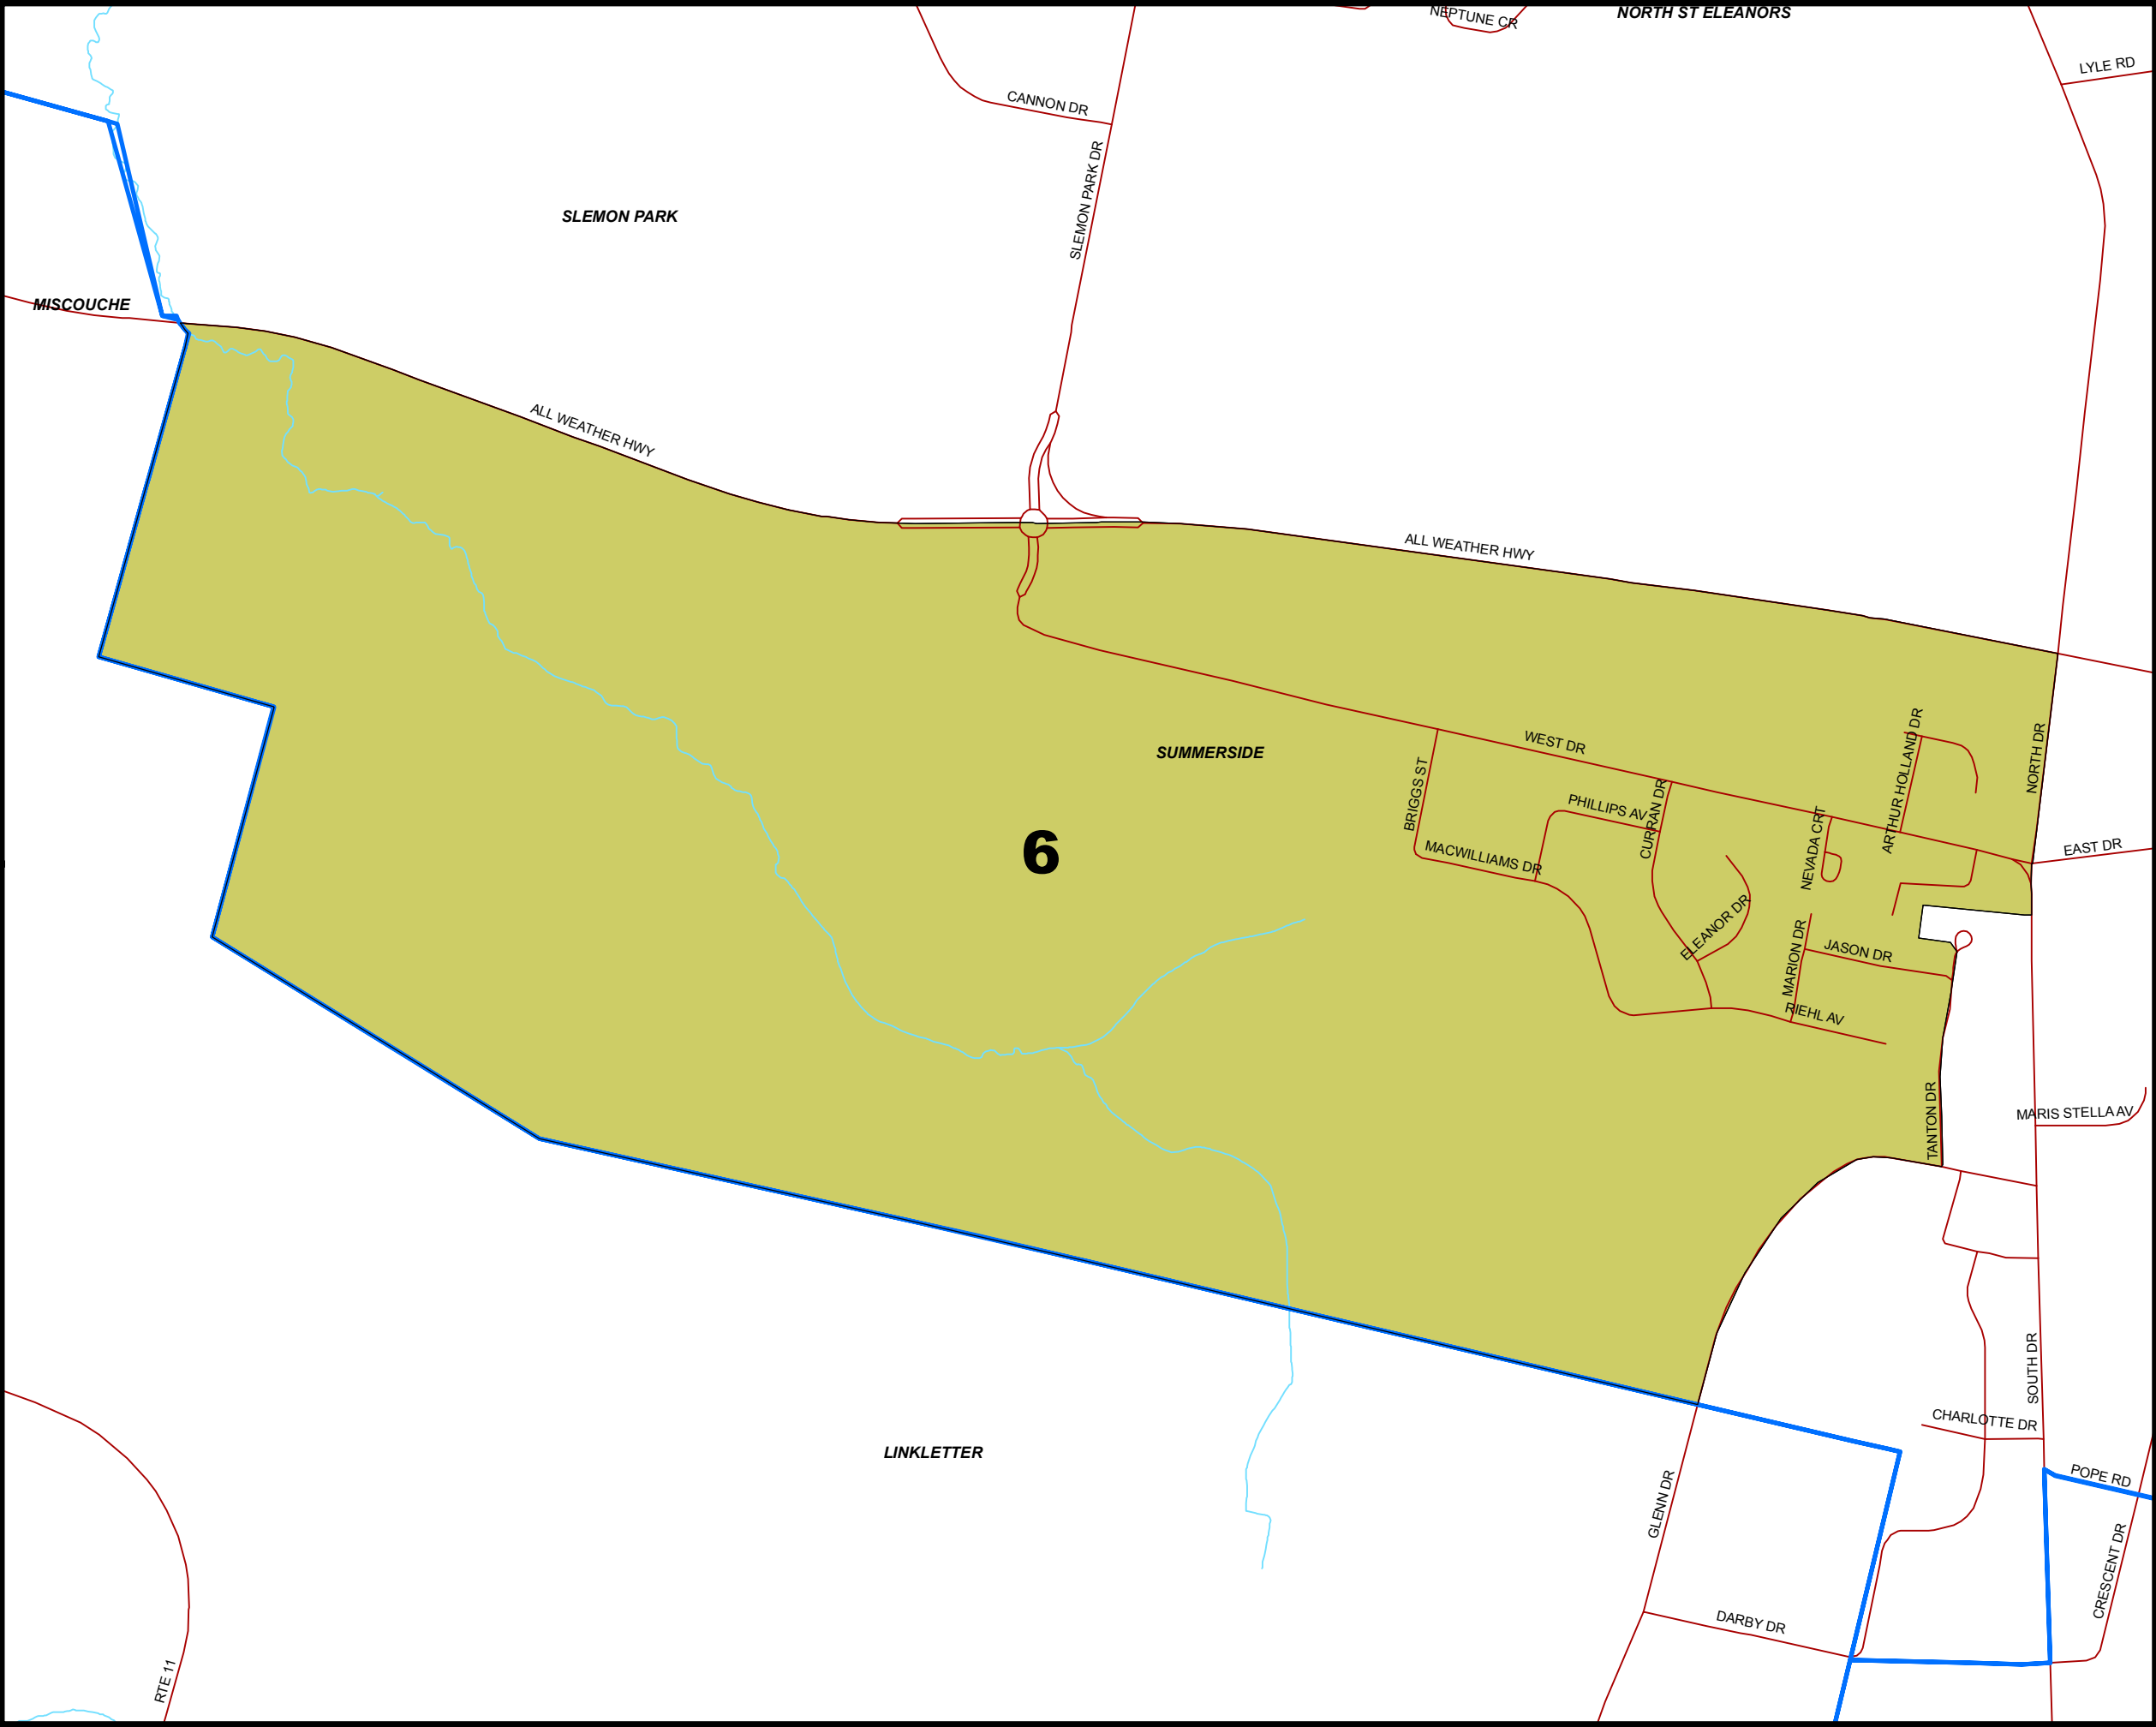 NEPTUNE CR
NORTH ST ELEANORS
LYLE RD
CANNON DR
SLEMON PARK DR
SLEMON PARK
MISCOUCHE
ALL WEATHER HWY
ALL WEATHER HWY
SUMMERSIDE
WEST DR
ARTHUR HOLLAND DR
NORTH DR
BRIGGS ST
PHILLIPS AV
CURRAN DR
NEVADA CRT
EAST DR
6
MACWILLIAMS DR
ELEANOR DR
MARION DR
JASON DR
RIEHL AV
TANTON DR
MARIS STELLA AV
SOUTH DR
CHARLOTTE DR
LINKLETTER
POPE RD
GLENN DR
CRESCENT DR
DARBY DR
RTE 11